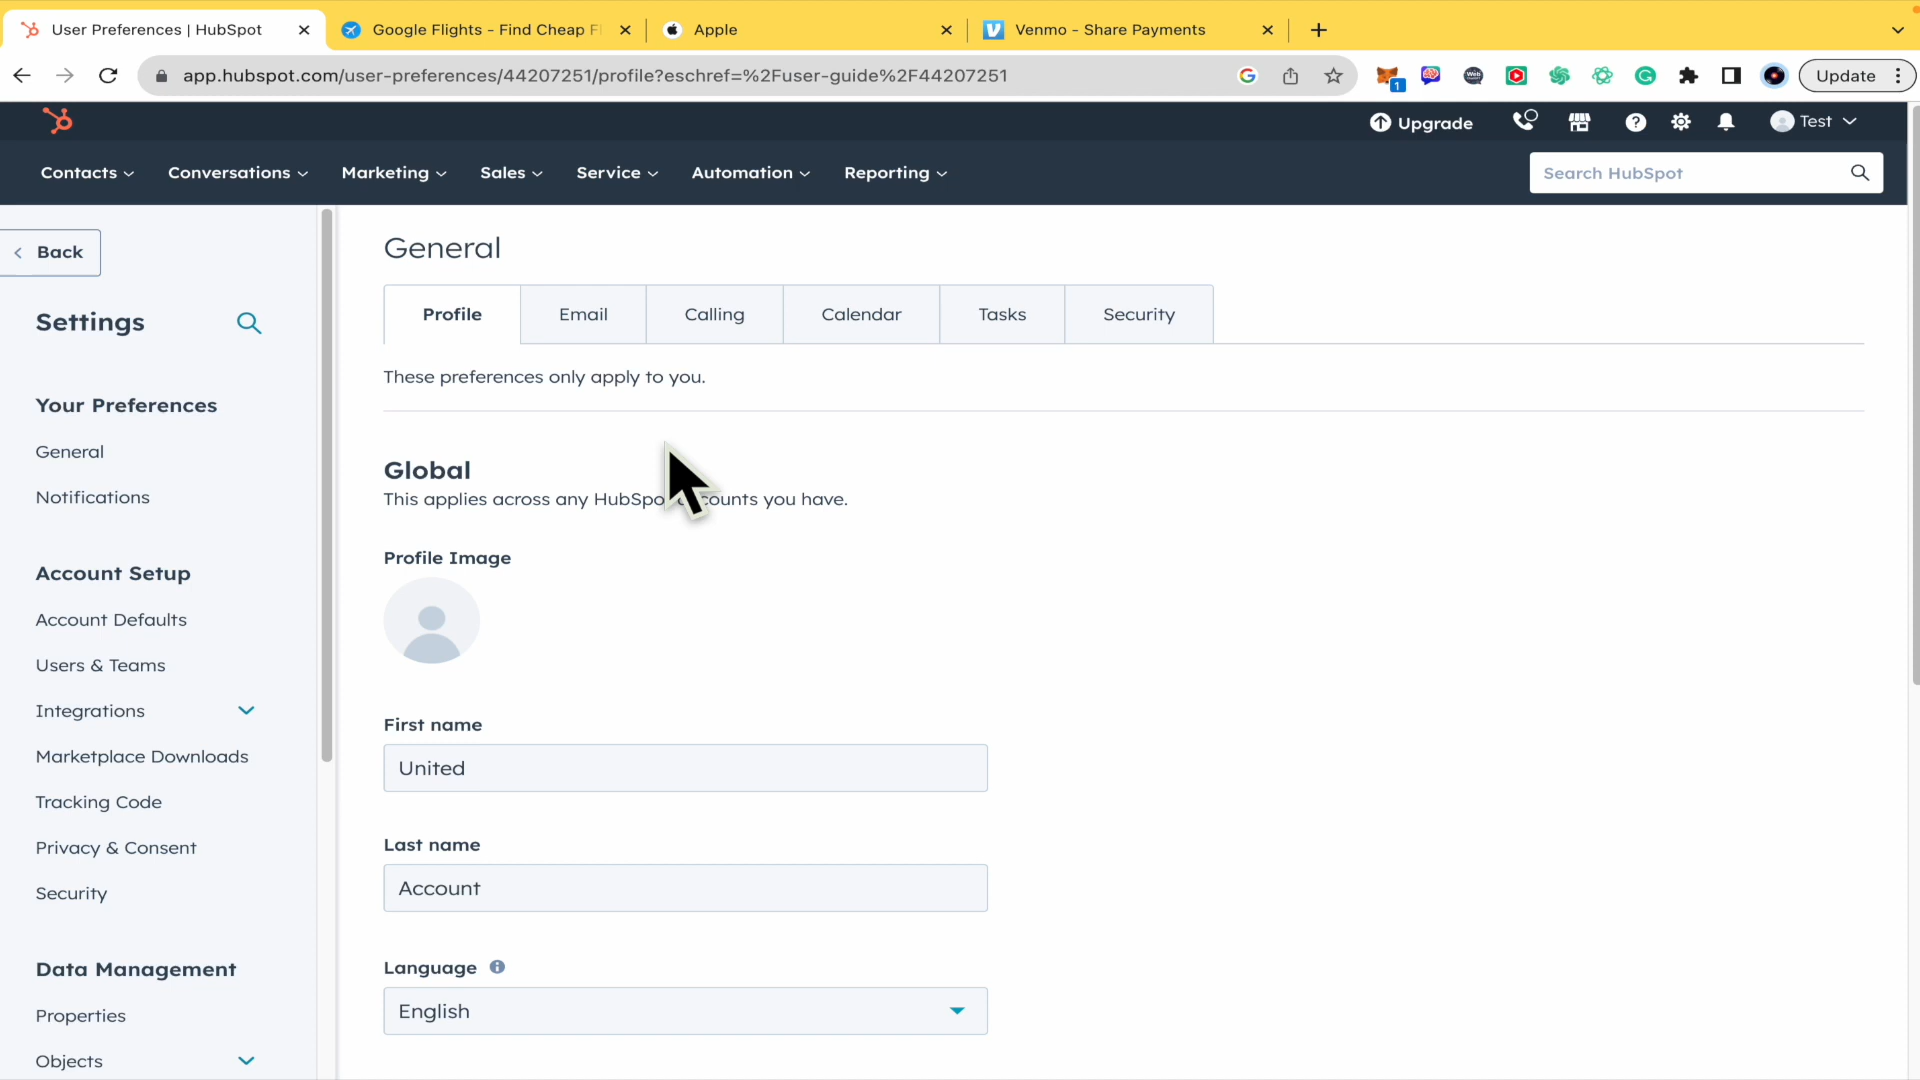 User Preferences | HubSpot
Google Flights - Find Cheap Fl
Apple
Venmo - Share Payments
app.hubspot.com/user-preferences/44207251/profile?eschref=%2Fuser-guide%2F44207251
1
Update
Upgrade
Test
Contacts
Conversations
Marketing
Sales
Service
Automation
Reporting
Search HubSpot
Back
Settings
Your Preferences
General
Notifications
Account Setup
Account Defaults
Users & Teams
Integrations
Marketplace Downloads
Tracking Code
Privacy & Consent
Security
Data Management
Properties
Objects
General
Profile
Email
Calling
Calendar
Tasks
Security
These preferences only apply to you.
Global
This applies across any HubSpo counts you have.
Profile Image
First name
United
Last name
Account
Language
English